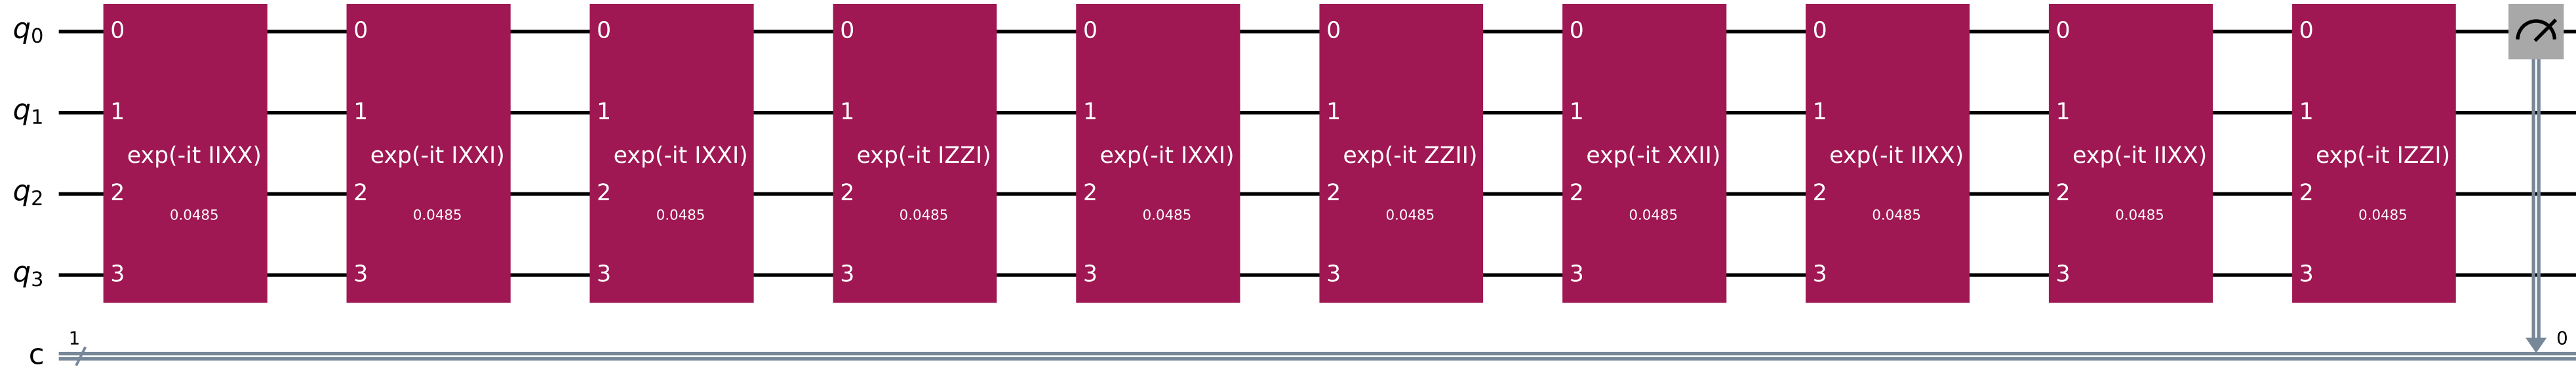 q0 0 0 0 0 0 0 0 0 0 0
q1 1 1 1 1 1 1 1 1 1 1
exp(-it IIXX) exp(-it IXXI) exp(-it IXXI) exp(-it IZZI) exp(-it IXXI) exp(-it ZZII) exp(-it XXII) exp(-it IIXX) exp(-it IIXX) exp(-it IZZI)
q2 2 2 2 2 2 2 2 2 2 2
0.0485 0.0485 0.0485 0.0485 0.0485 0.0485 0.0485 0.0485 0.0485 0.0485
q3 3 3 3 3 3 3 3 3 3 3
1 0
c